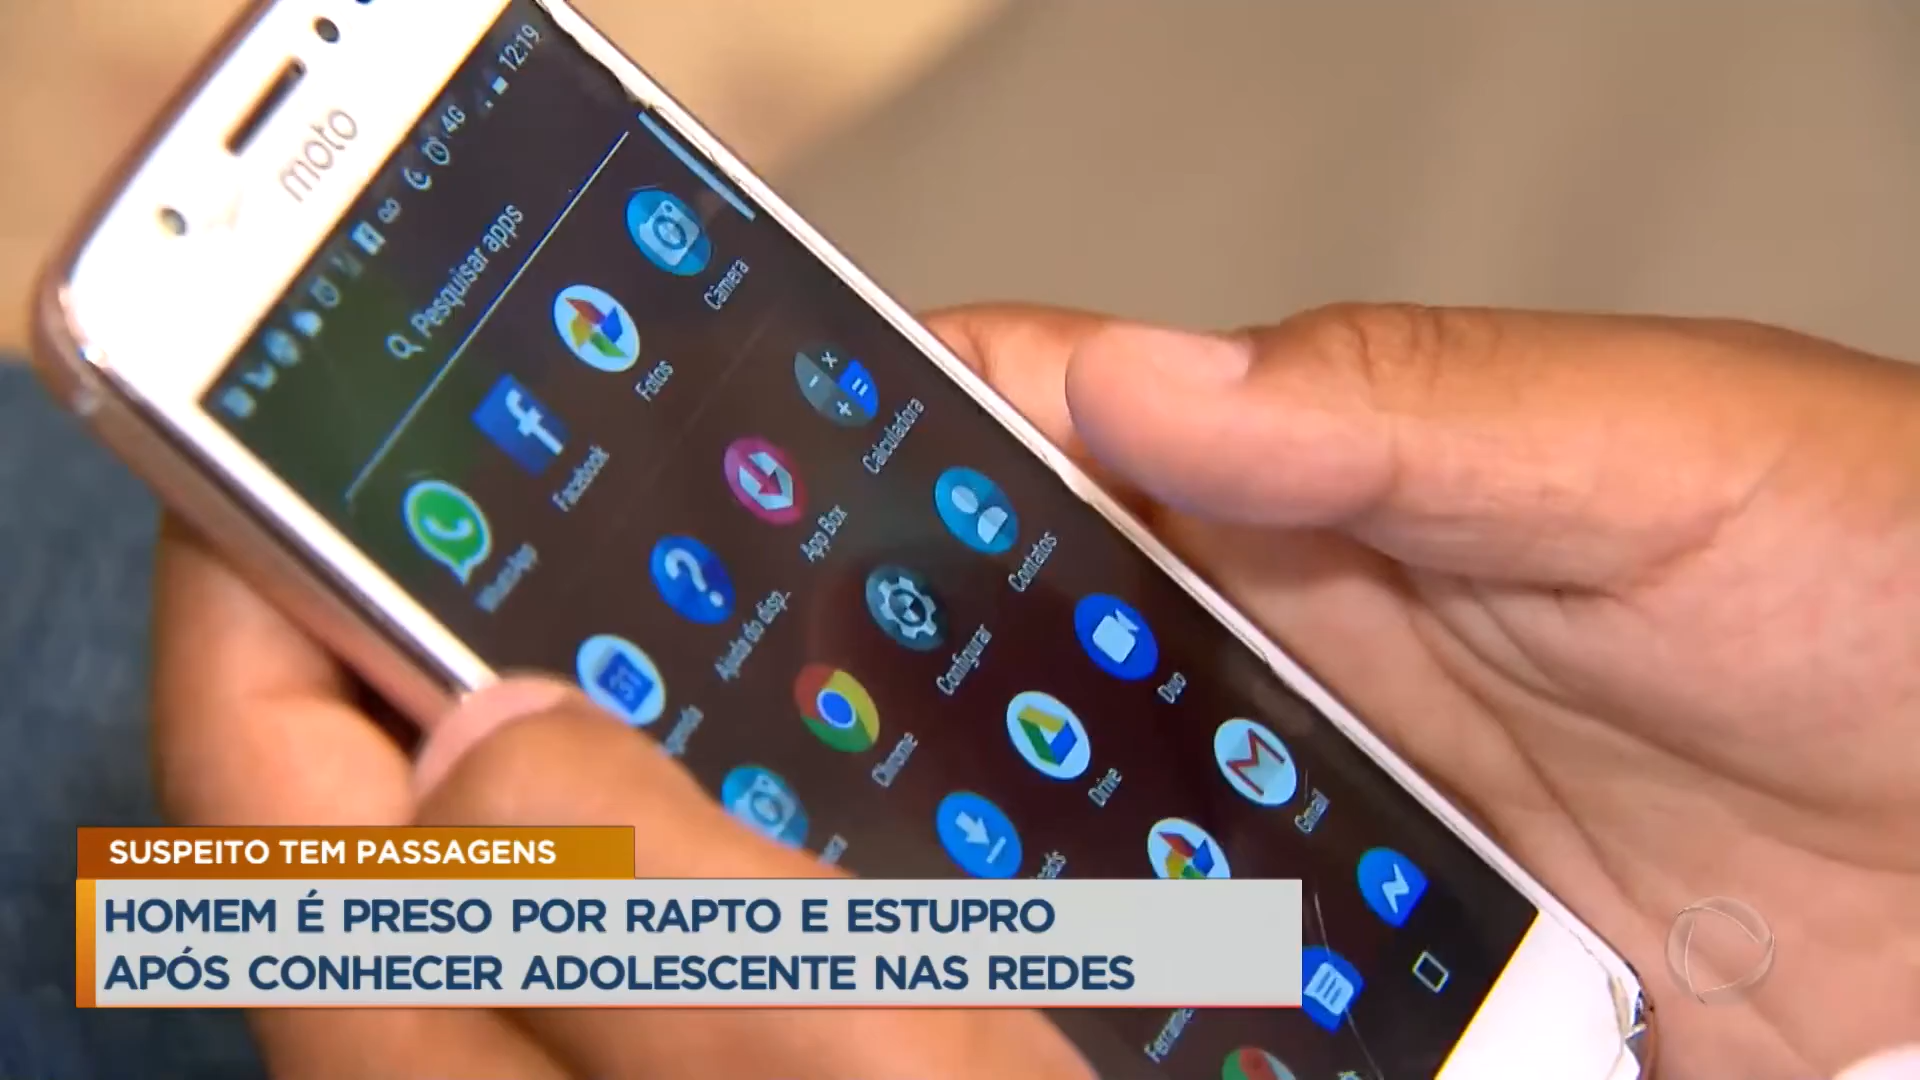 12:19
4G
moto
Pesquisar apps
WhatsApp
Facebook
Fotos
Câmera
Ajuda do disp...
App Box
Calculadora
Chrome
Configurar
Contatos
31
Drive
Duo
Gmail
SUSPEITO TEM PASSAGENS
HOMEM É PRESO POR RAPTO E ESTUPRO
APÓS CONHECER ADOLESCENTE NAS REDES